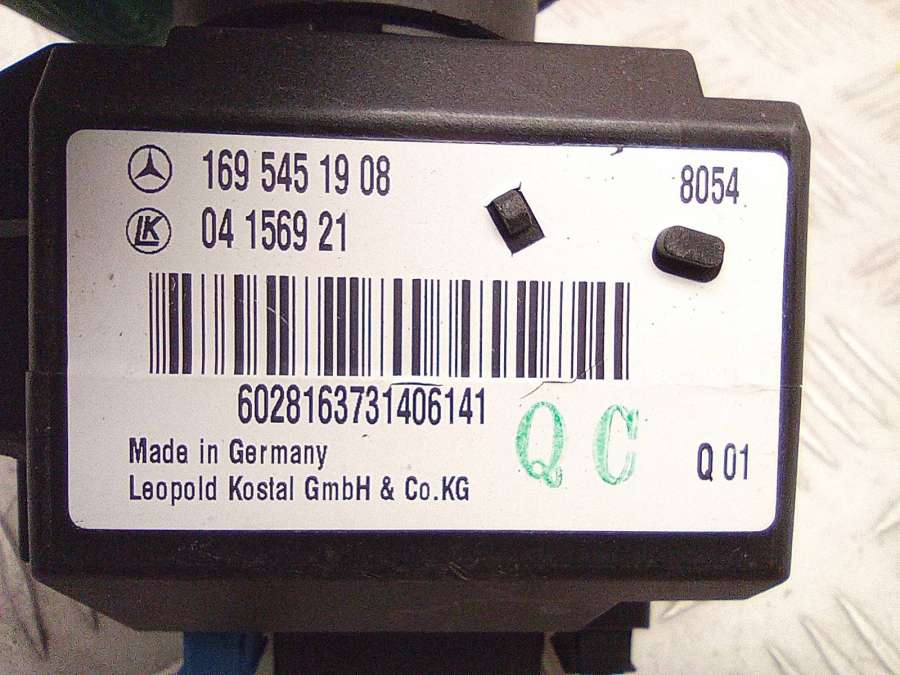 169 545 19 08
8054
LK
04 1569 21
6028163731406141
QC
Made in Germany
Leopold Kostal GmbH & Co.KG
Q 01